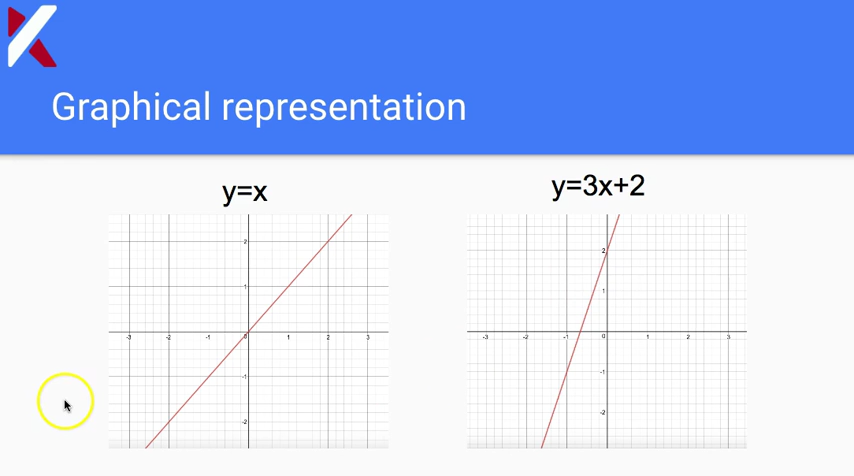 Graphical representation
y=x
y=3x+2
2
1
-3 -2 -1 0 1 2 3
-1
-2
2
1
-3 -2 -1 0 1 2 3
-1
-2